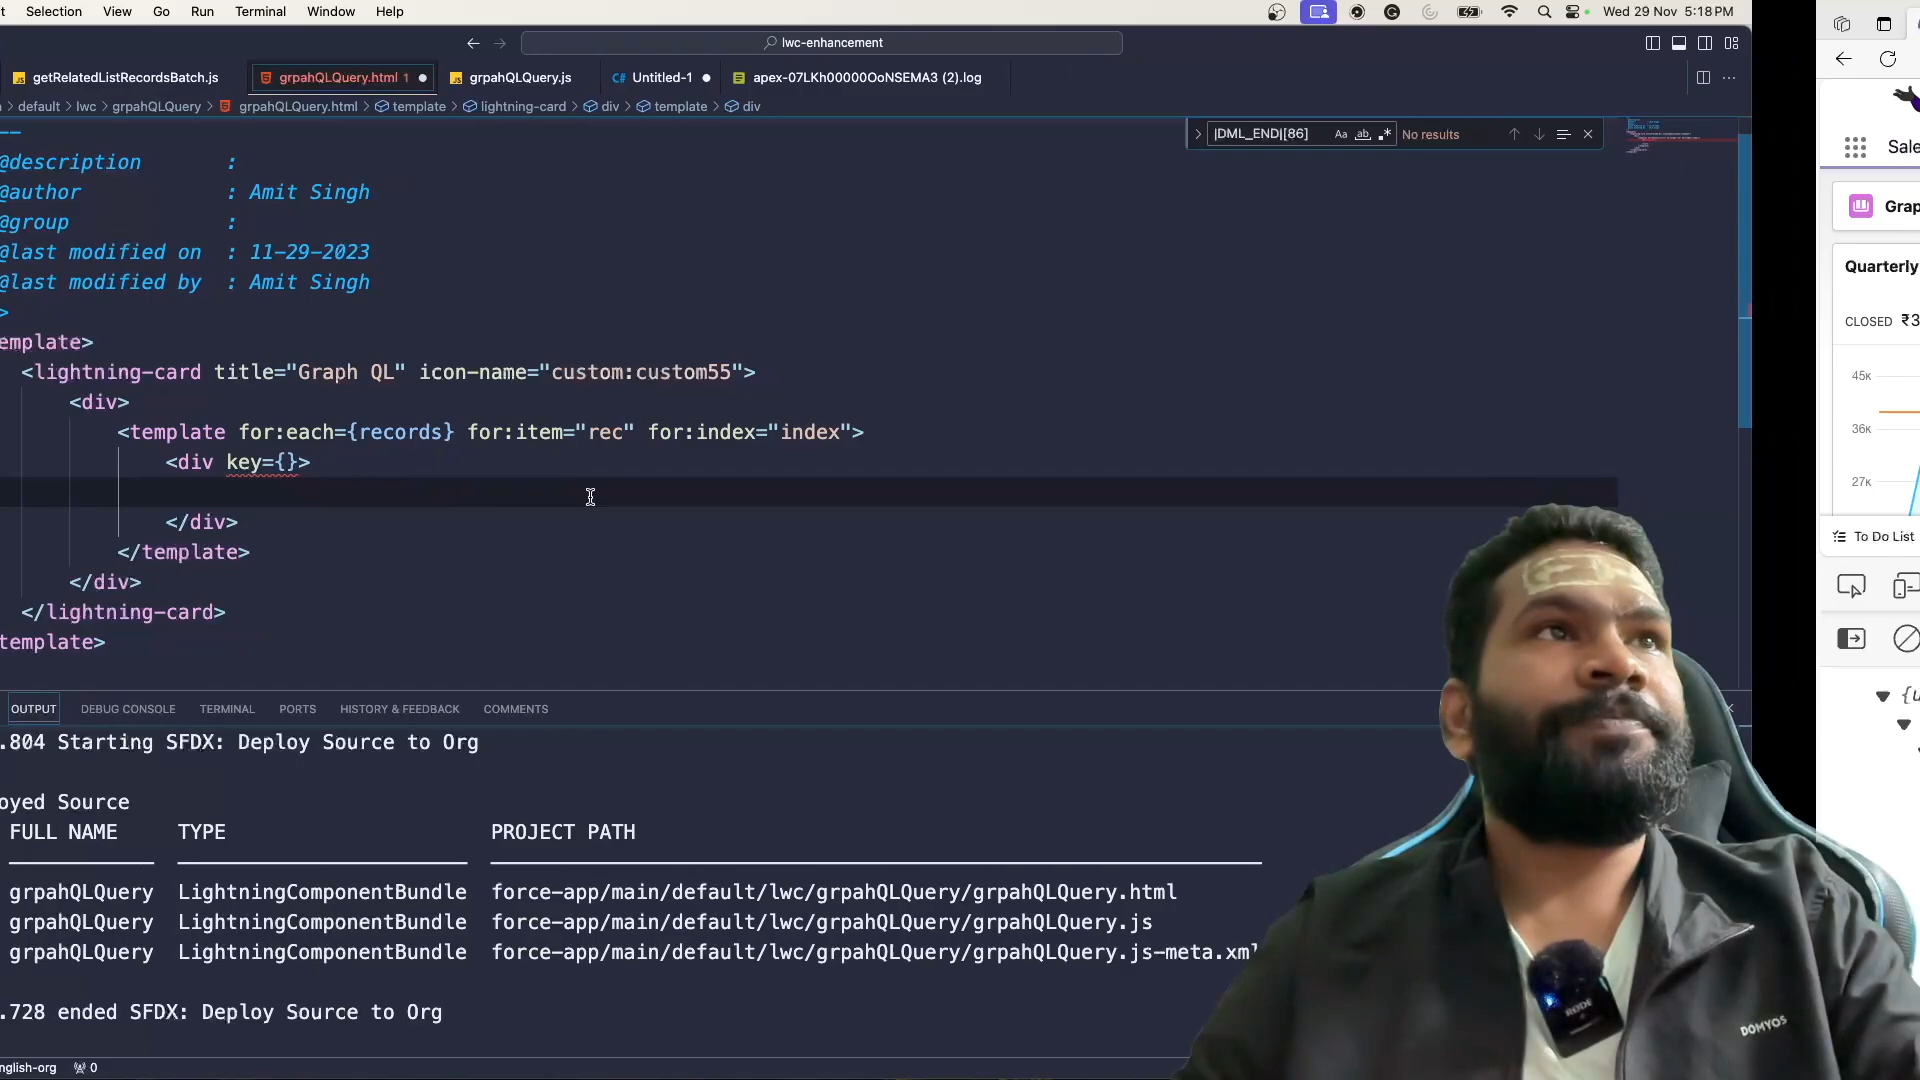 t Selection View Go Run Terminal Window Help Wed 29 Nov 5:18 PM
lwc-enhancement
getRelatedListRecordsBatch.js grpahQLQuery.html 1 grpahQLQuery.js C# Untitled-1 apex-07LKh00000OoNSEMA3 (2).log
> default > lwc > grpahQLQuery > grpahQLQuery.html > template > lightning-card > div > template > div
|DML_END|[86] Aa ab .* No results
--
@description :
@author : Amit Singh
@group :
@last modified on : 11-29-2023
@last modified by : Amit Singh
>
emplate>
<lightning-card title="Graph QL" icon-name="custom:custom55">
<div>
<template for:each={records} for:item="rec" for:index="index">
<div key={}>
</div>
</template>
</div>
</lightning-card>
template>
OUTPUT DEBUG CONSOLE TERMINAL PORTS HISTORY & FEEDBACK COMMENTS
.804 Starting SFDX: Deploy Source to Org
oyed Source
FULL NAME TYPE PROJECT PATH
grpahQLQuery LightningComponentBundle force-app/main/default/lwc/grpahQLQuery/grpahQLQuery.html
grpahQLQuery LightningComponentBundle force-app/main/default/lwc/grpahQLQuery/grpahQLQuery.js
grpahQLQuery LightningComponentBundle force-app/main/default/lwc/grpahQLQuery/grpahQLQuery.js-meta.xml
.728 ended SFDX: Deploy Source to Org
nglish-org 0
Sale
Grap
Quarterly
CLOSED ₹3
45K
36K
27K
To Do List
{u
RODE
DOMYOS